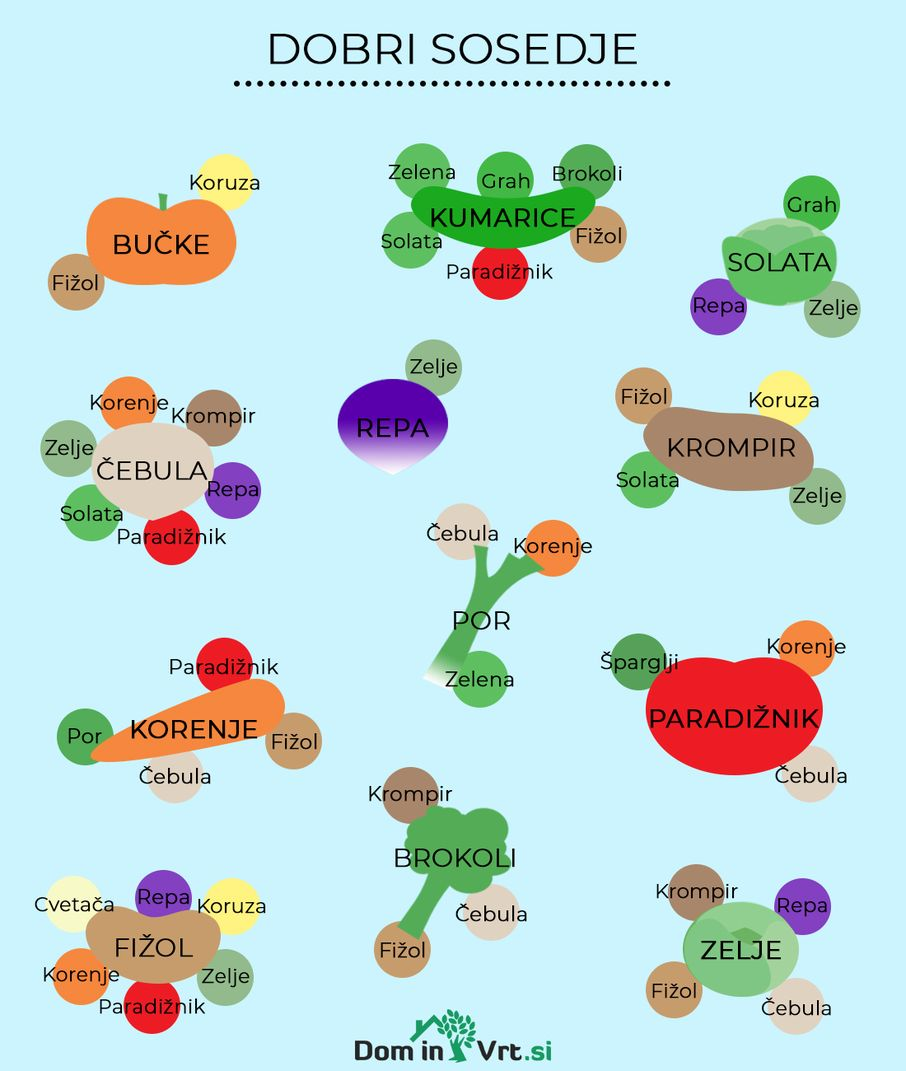 DOBRI SOSEDJE
Koruza
BUČKE
Fižol
Zelena
Grah
Brokoli
KUMARICE
Solata
Fižol
Paradižnik
Grah
SOLATA
Repa
Zelje
Korenje
Krompir
Zelje
ČEBULA
Repa
Solata
Paradižnik
Zelje
REPA
Fižol
Koruza
KROMPIR
Solata
Zelje
Čebula
Korenje
POR
Zelena
Paradižnik
Por
KORENJE
Fižol
Čebula
Šparglji
Korenje
PARADIŽNIK
Čebula
Krompir
BROKOLI
Čebula
Fižol
Cvetača
Repa
Koruza
FIŽOL
Korenje
Zelje
Paradižnik
Krompir
Repa
ZELJE
Fižol
Čebula
Dom in Vrt.si